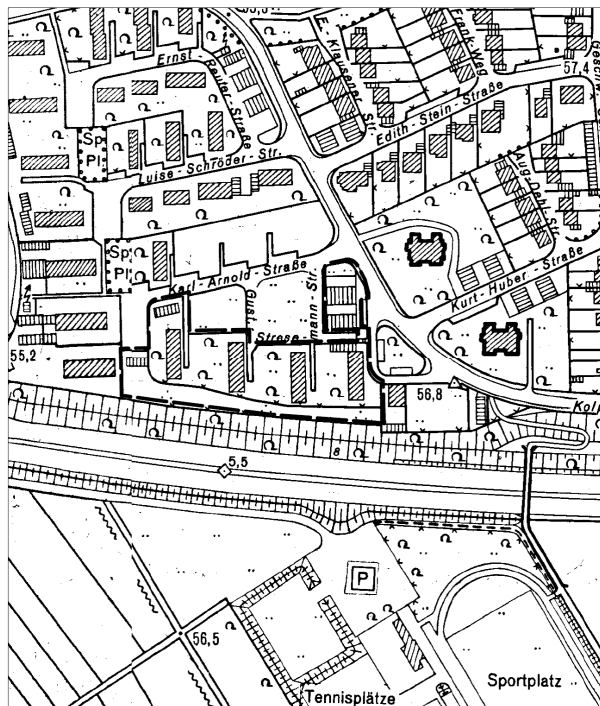 Ernst-Reuter-Straße
E. Klausener Str.
Frank-Weg
57,4
Edith-Stein-Straße
Sp
Pl
Luise-Schröder-Str.
Aug.-Dehl-Str.
Sp
Pl
Karl-Arnold-Straße
Kurt-Huber-Straße
Gust.
Strese
mann-Str.
55,2
56,8
Kolp
8
5,5
P
56,5
Sportplatz
Tennisplätze